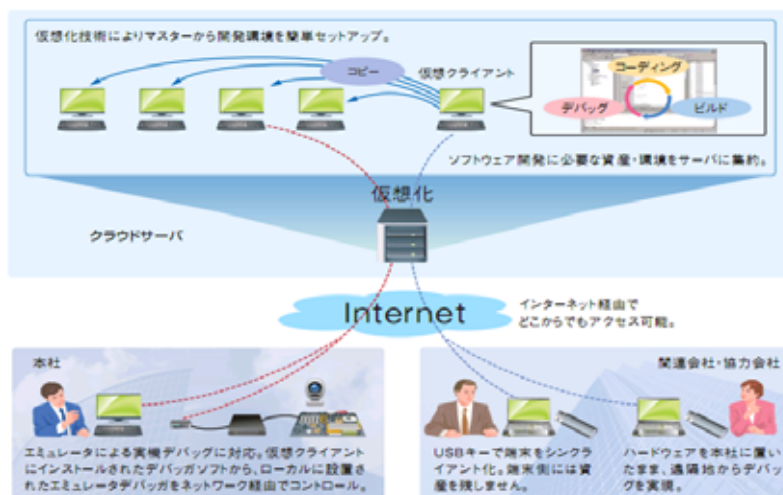 仮想化技術によりマスターから開発環境を簡単セットアップ。
コピー
仮想クライアント
コーディング
デバッグ
ビルド
ソフトウェア開発に必要な資産・環境をサーバに集約。
仮想化
クラウドサーバ
Internet
インターネット経由で
どこからでもアクセス可能。
本社
エミュレータによる実機デバッグに対応。仮想クライアント
にインストールされたデバッガソフトから、ローカルに設置さ
れたエミュレータデバッガをネットワーク経由でコントロール。
関連会社・協力会社
USBキーで端末をシンク
ライアント化。端末側には資
産を残しません。
ハードウェアを本社に置い
たまま、遠隔地からデバッ
グを実現。